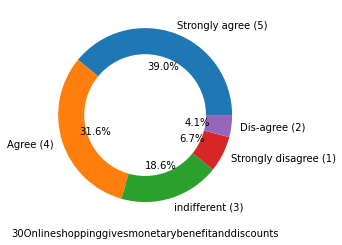 Strongly agree (5)
39.0%
4.1%
Dis-agree (2)
31.6%
6.7%
Agree (4)
Strongly disagree (1)
18.6%
indifferent (3)
30Onlineshoppinggivesmonetarybenefitanddiscounts